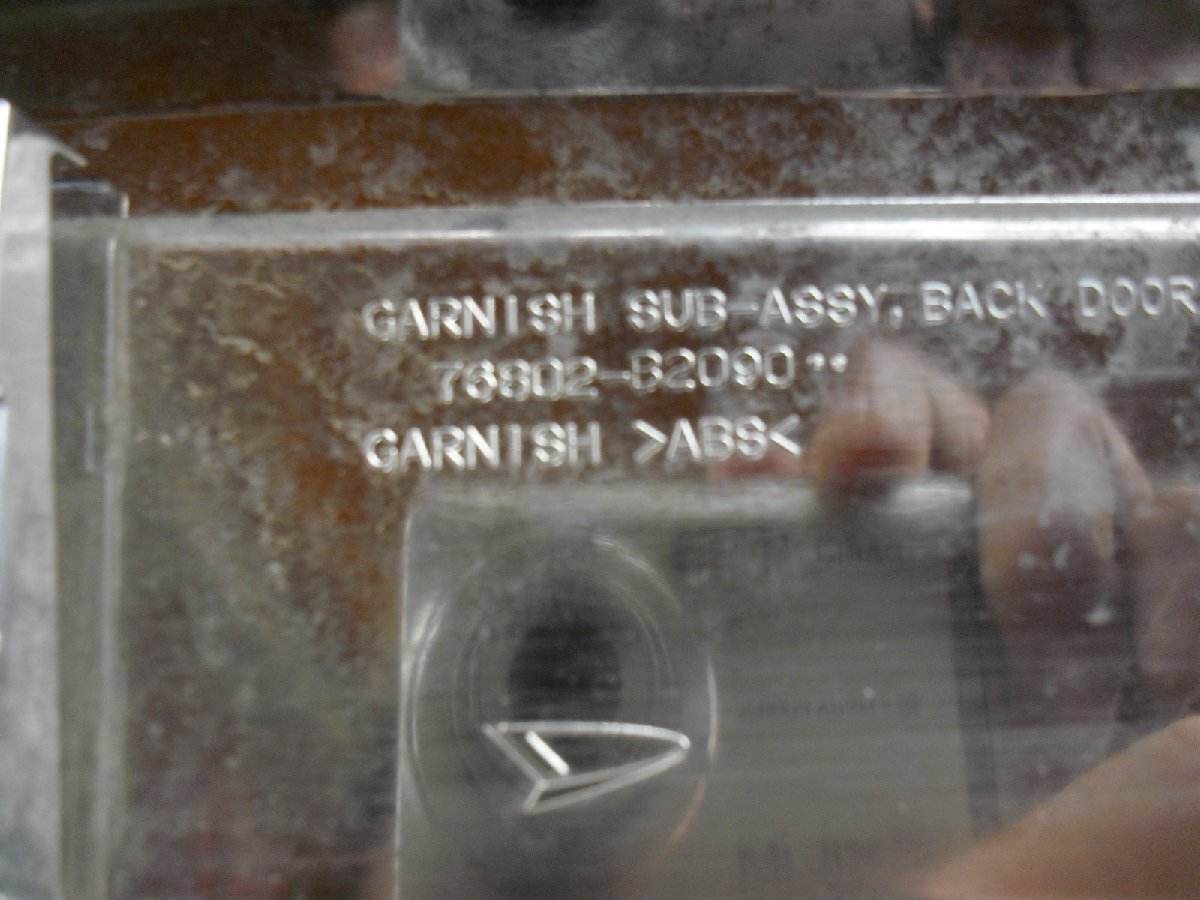 GARNISH SUB-ASSY, BACK DOOR
76802-B2090**
GARNISH >ABS<